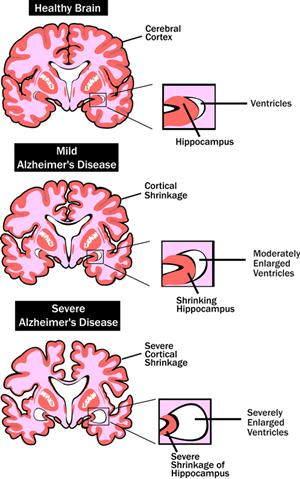 Healthy Brain
Cerebral
Cortex
Ventricles
Hippocampus
Mild
Alzheimer's Disease
Cortical
Shrinkage
Moderately
Enlarged
Ventricles
Shrinking
Hippocampus
Severe
Alzheimer's Disease
Severe
Cortical
Shrinkage
Severely
Enlarged
Ventricles
Severe
Shrinkage of
Hippocampus